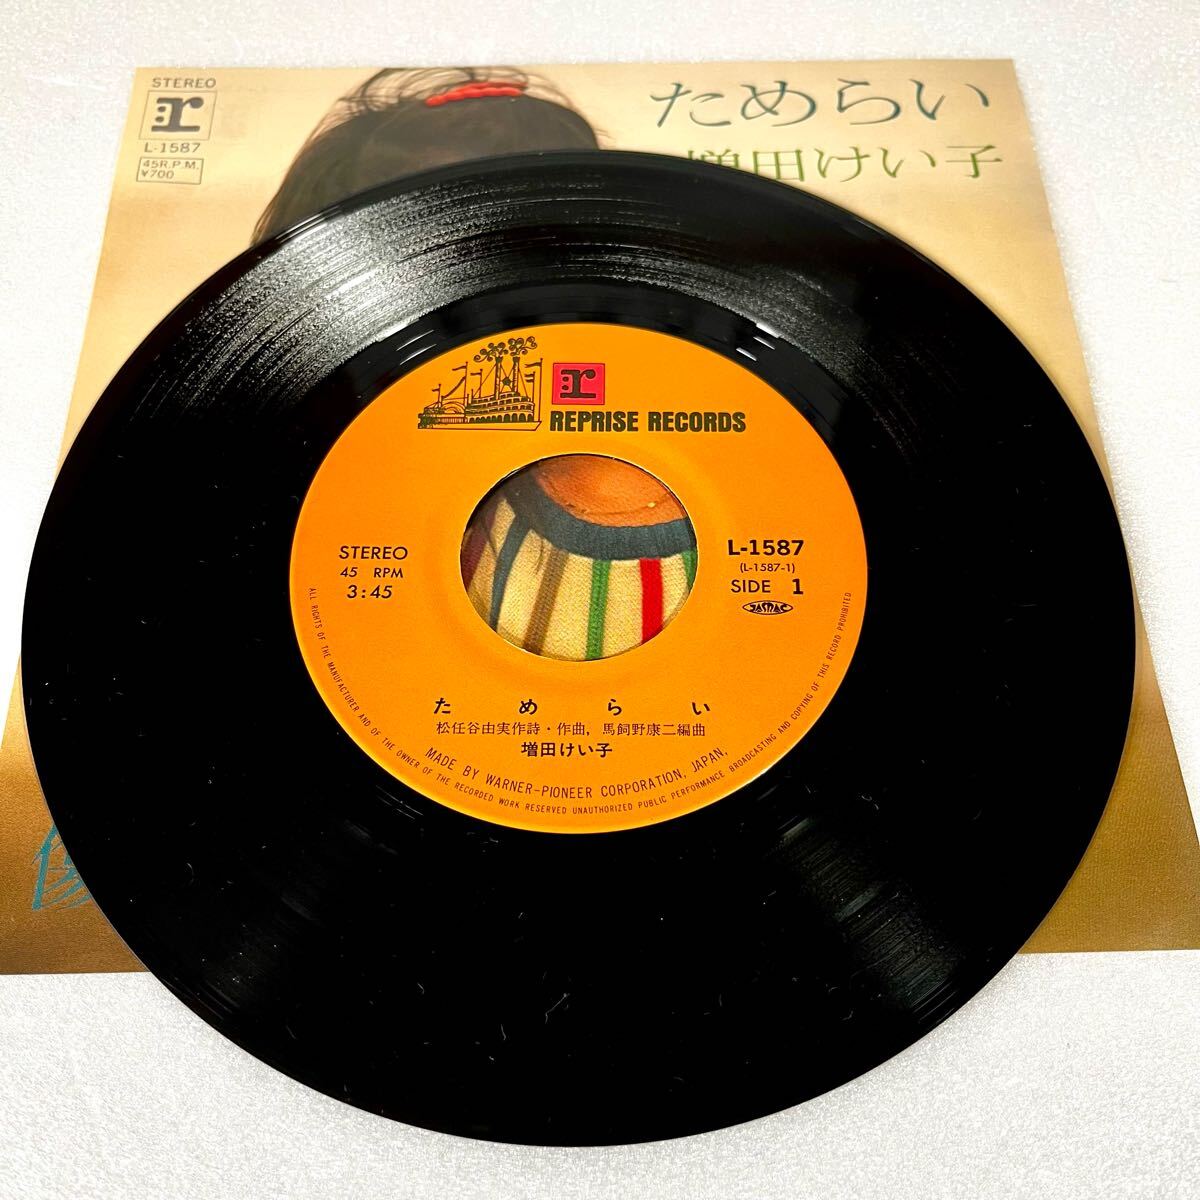 STEREO
r
L-1587
45R.P.M.
¥700
ためらい
増田けい子
r
REPRISE RECORDS
STEREO
45 RPM
3:45
L-1587
(L-1587-1)
SIDE 1
JASRAC
ためらい
松任谷由実作詩・作曲, 馬飼野康二編曲
増田けい子
MADE BY WARNER-PIONEER CORPORATION, JAPAN,
ALL RIGHTS OF THE MANUFACTURER AND OF THE OWNER OF THE RECORDED WORK RESERVED UNAUTHORIZED PUBLIC PERFORMANCE BROADCASTING AND COPYING OF THIS RECORD PROHIBITED